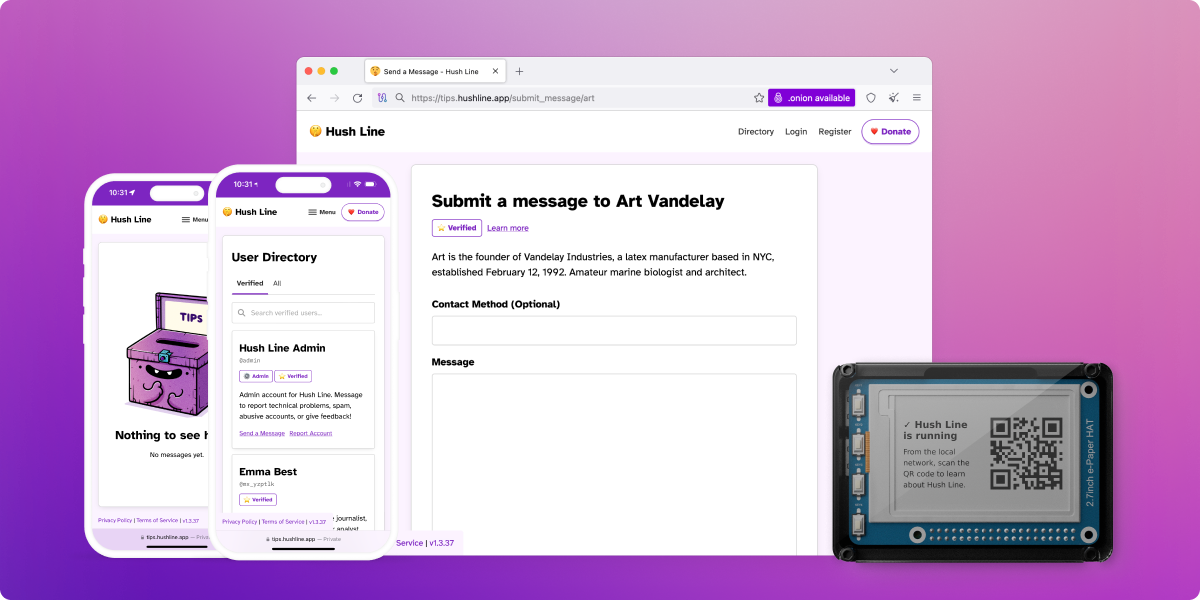 Send a Message - Hush Line
https://tips.hushline.app/submit_message/art
.onion available
Hush Line
Directory
Login
Register
Donate
Submit a message to Art Vandelay
Verified
Learn more
Art is the founder of Vandelay Industries, a latex manufacturer based in NYC,
established February 12, 1992. Amateur marine biologist and architect.
Contact Method (Optional)
Message
Service | v1.3.37
10:31
Hush Line
Menu
TIPS
Nothing to see
No messages yet.
Privacy Policy | Terms of Service | v1.3.37
tips.hushline.app — Priva
10:31
Hush Line
Menu
Donate
User Directory
Verified
All
Search verified users...
Hush Line Admin
@admin
Admin
Verified
Admin account for Hush Line. Message
to report technical problems, spam,
abusive accounts, or give feedback!
Send a Message
Report Account
Emma Best
@mx_yzptlk
Verified
journalist,
analyst
Privacy Policy | Terms of Service | v1.3.37
tips.hushline.app — Private
✓ Hush Line
is running
From the local
network, scan the
QR code to learn
about Hush Line.
2.7inch e-Paper HAT